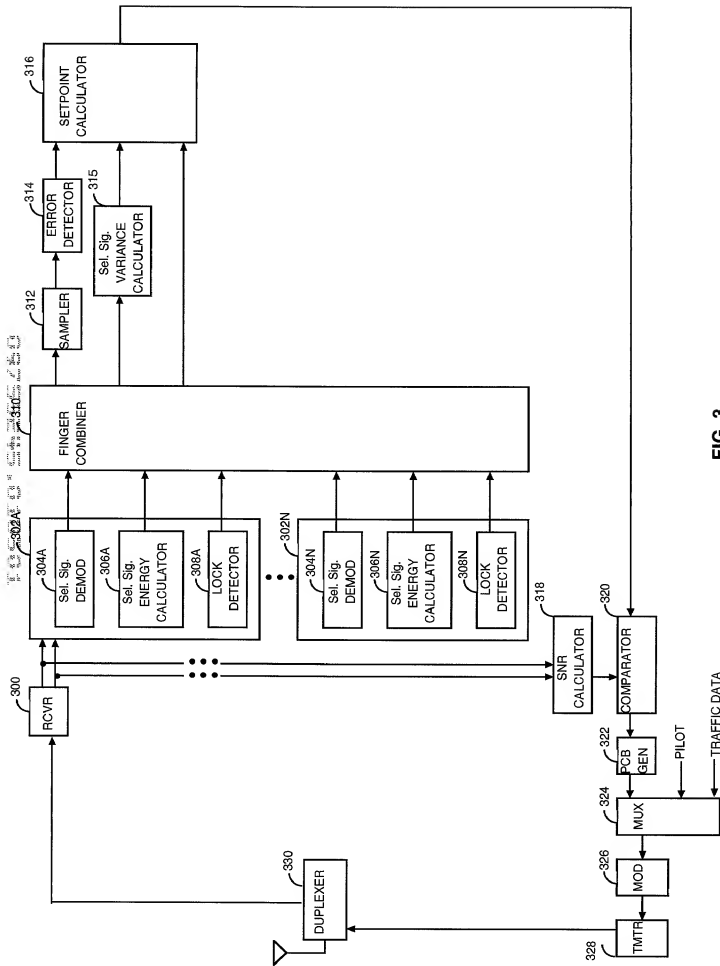 300
RCVR
302A
304A
Sel. Sig.
DEMOD
306A
Sel. Sig.
ENERGY
CALCULATOR
308A
LOCK
DETECTOR
302N
304N
Sel. Sig.
DEMOD
306N
Sel. Sig.
ENERGY
CALCULATOR
308N
LOCK
DETECTOR
310
FINGER
COMBINER
312
SAMPLER
314
ERROR
DETECTOR
315
Sel. Sig.
VARIANCE
CALCULATOR
316
SETPOINT
CALCULATOR
318
SNR
CALCULATOR
320
COMPARATOR
322
PCB
GEN
324
MUX
PILOT
TRAFFIC DATA
326
MOD
328
TMTR
330
DUPLEXER